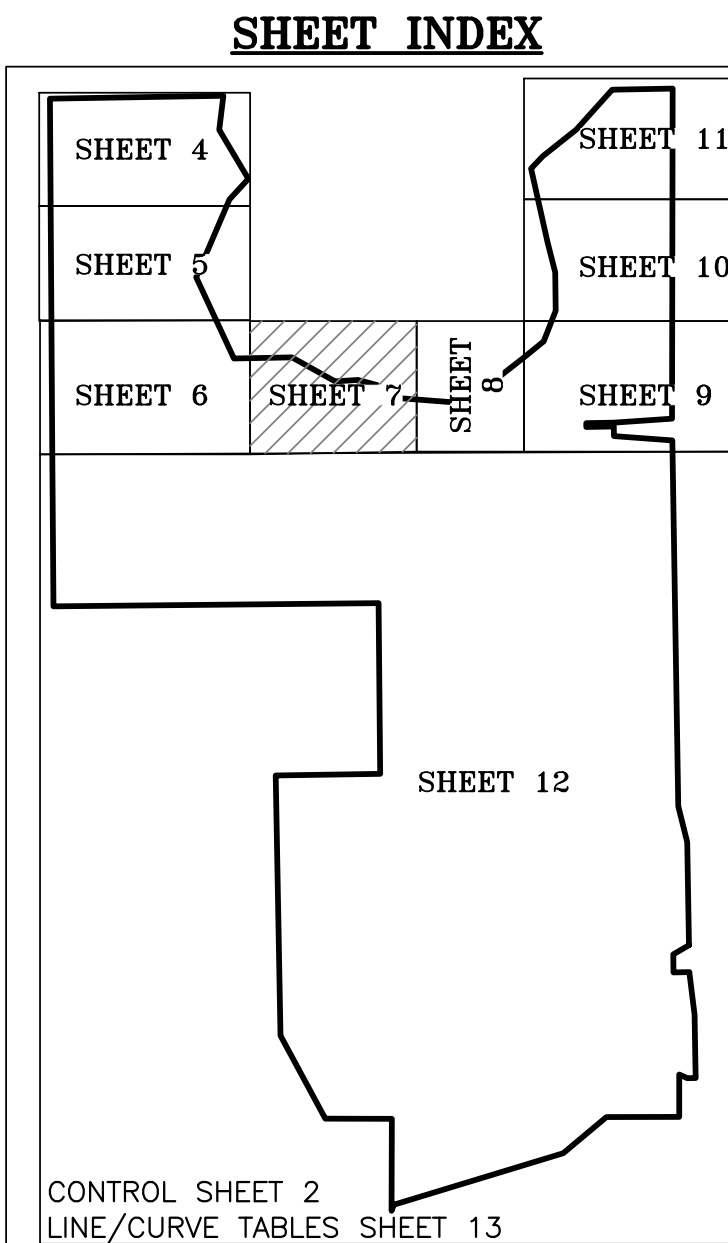 SHEET INDEX
SHEET 4
SHEET 11
SHEET 5
SHEET 10
SHEET 6
SHEET 7
SHEET 8
SHEET 9
SHEET 12
CONTROL SHEET 2
LINE/CURVE TABLES SHEET 13